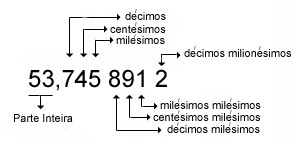 décimos
centésimos
milésimos
décimos milionésimos
53,745 891 2
milésimos milésimos
Parte Inteira
centésimos milésimos
décimos milésimos